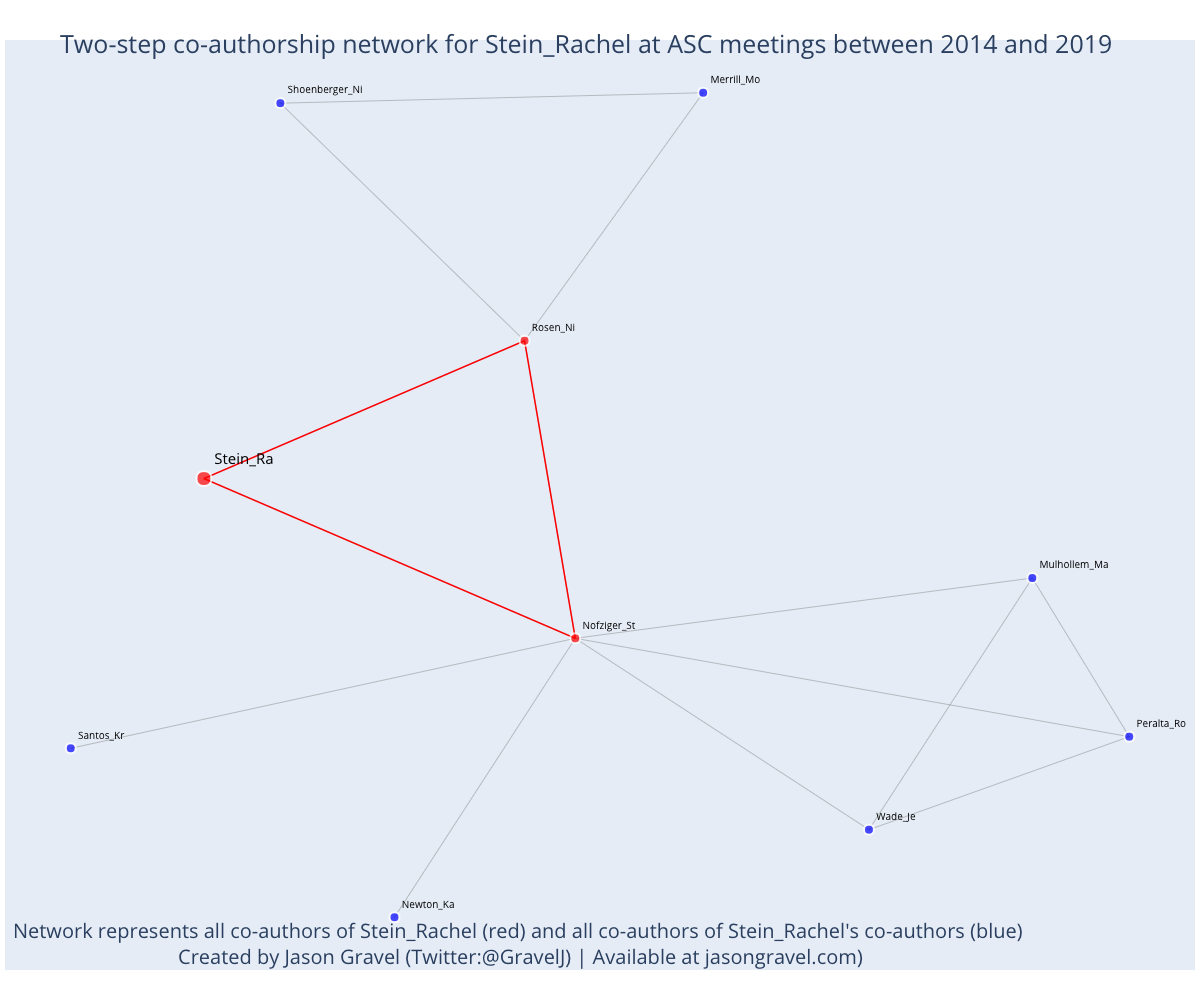 Two-step co-authorship network for Stein_Rachel at ASC meetings between 2014 and 2019
Merrill_Mo
Shoenberger_Ni
Rosen_Ni
Stein_Ra
Mulhollem_Ma
Nofziger_St
Peralta_Ro
Santos_Kr
Wade_Je
Newton_Ka
Network represents all co-authors of Stein_Rachel (red) and all co-authors of Stein_Rachel's co-authors (blue)
Created by Jason Gravel (Twitter:@GravelJ) | Available at jasongravel.com)